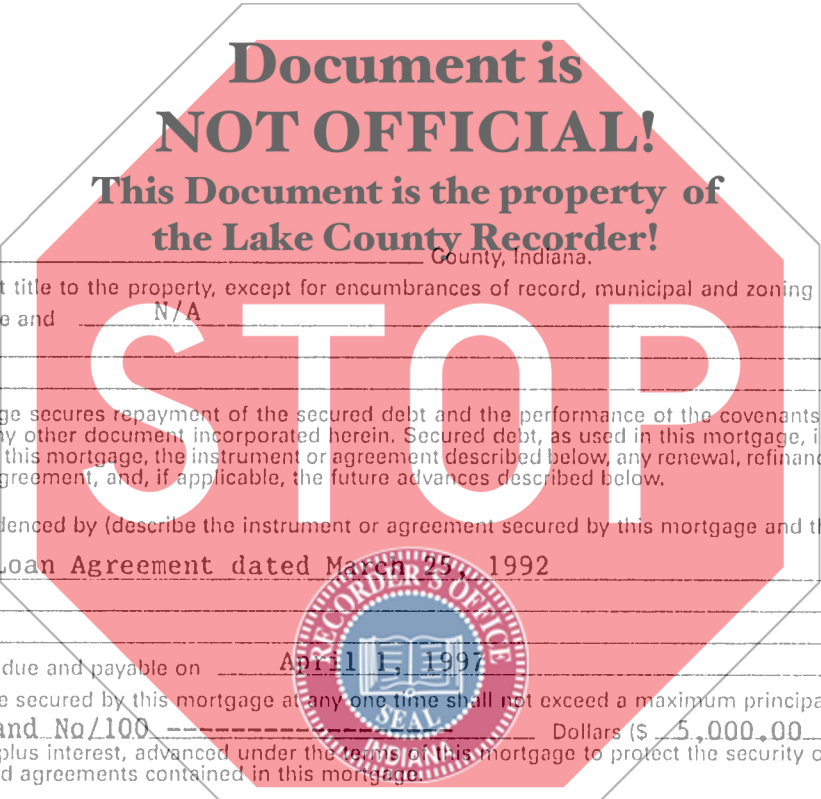 Document is
NOT OFFICIAL!
This Document is the property of
the Lake County Recorder!
County, Indiana.
t title to the property, except for encumbrances of record, municipal and zoning
e and N/A
STOP
ge secures repayment of the secured debt and the performance of the covenants
ny other document incorporated herein. Secured debt, as used in this mortgage, i
this mortgage, the instrument or agreement described below, any renewal, refinanc
greement, and, if applicable, the future advances described below.
denced by (describe the instrument or agreement secured by this mortgage and th
Loan Agreement dated March 25, 1992
RECORDER'S OFFICE
due and payable on April 1, 1997
e secured by this mortgage at any one time shall not exceed a maximum principa
SEAL
and No/100 ------------------ Dollars ($ 5,000.00
plus interest, advanced under the terms of this mortgage to protect the security o
INDIANA
d agreements contained in this mortgage.